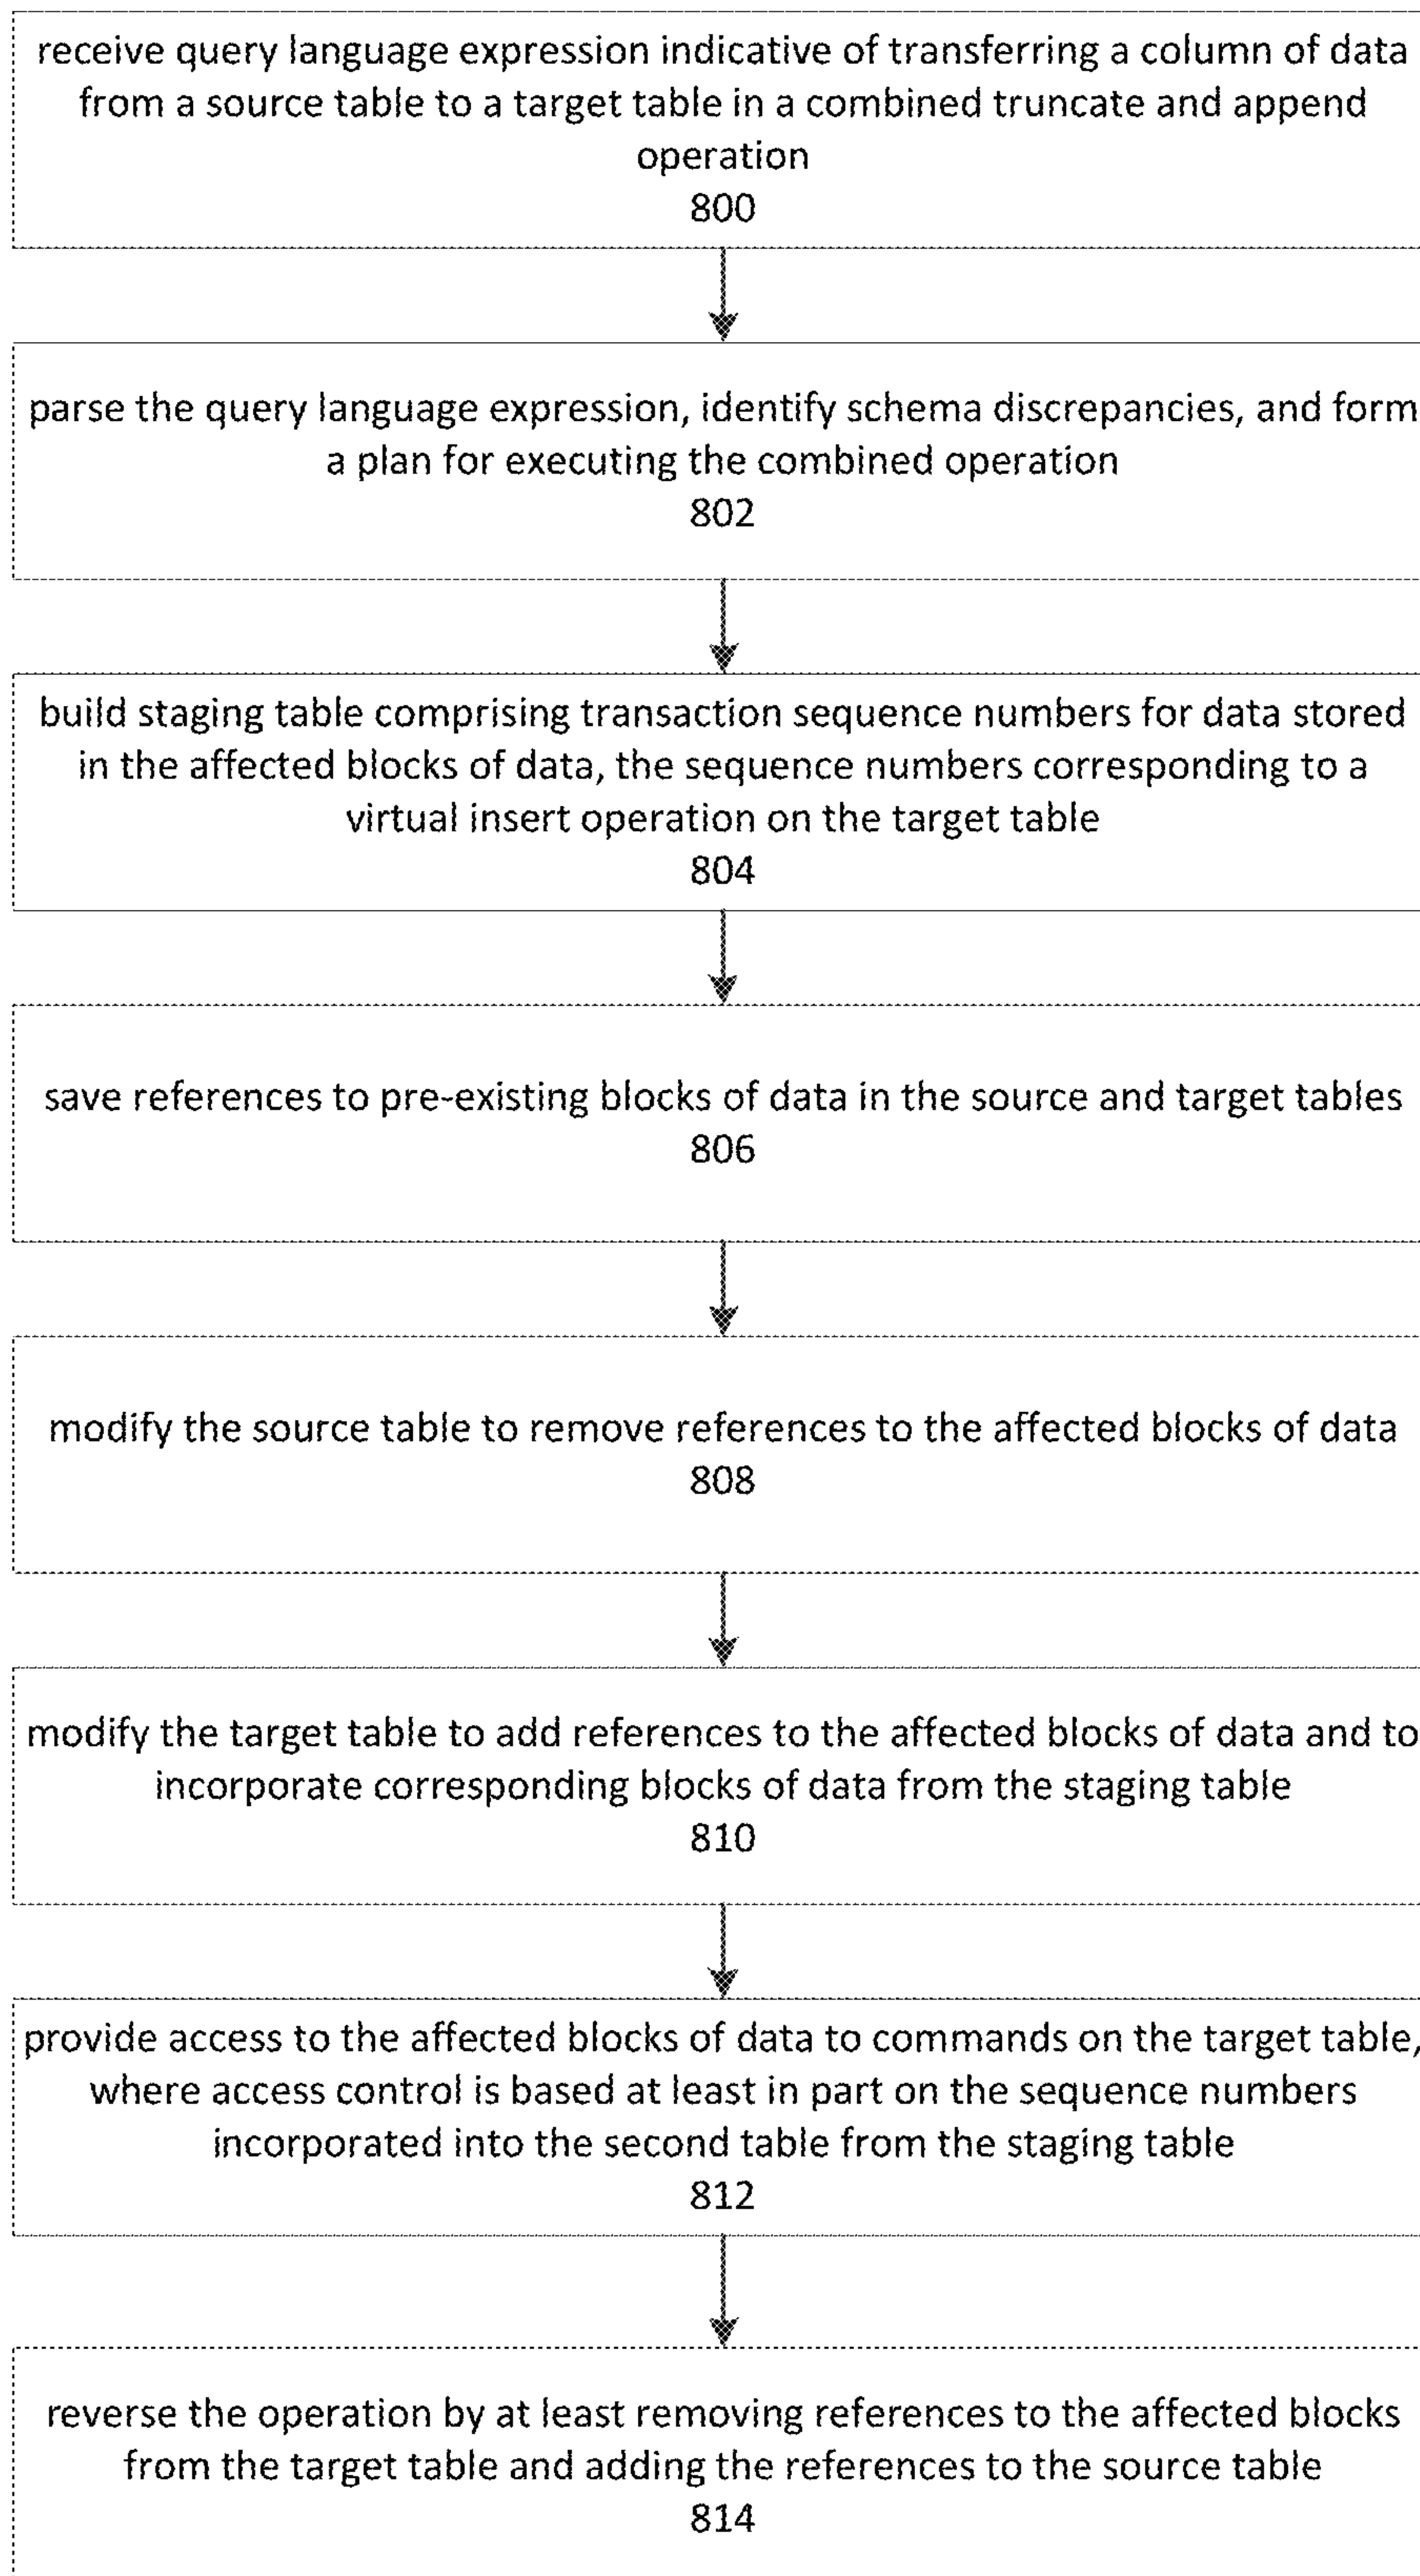 receive query language expression indicative of transferring a column of data
from a source table to a target table in a combined truncate and append
operation
800
parse the query language expression, identify schema discrepancies, and form
a plan for executing the combined operation
802
build staging table comprising transaction sequence numbers for data stored
in the affected blocks of data, the sequence numbers corresponding to a
virtual insert operation on the target table
804
save references to pre-existing blocks of data in the source and target tables
806
modify the source table to remove references to the affected blocks of data
808
modify the target table to add references to the affected blocks of data and to
incorporate corresponding blocks of data from the staging table
810
provide access to the affected blocks of data to commands on the target table,
where access control is based at least in part on the sequence numbers
incorporated into the second table from the staging table
812
reverse the operation by at least removing references to the affected blocks
from the target table and adding the references to the source table
814